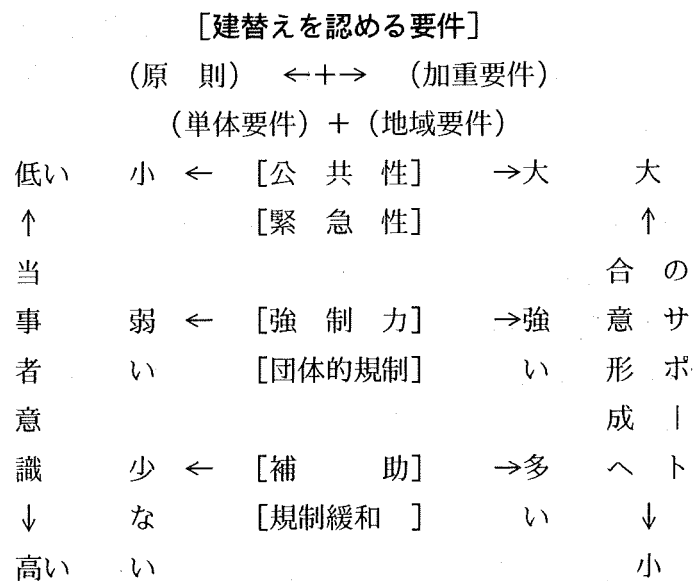 [建替えを認める要件]
(原 則) ←+→ (加重要件)
(単体要件)+(地域要件)
低い 小 ← [公 共 性] →大 大
↑ [緊 急 性] ↑
当 合 の
事 弱 ← [強 制 力] →強 意 サ
者 い [団体的規制] い 形 ポ
意 成 ー
識 少 ← [補 助] →多 へ ト
↓ な [規制緩和 ] い ↓
高い い 小